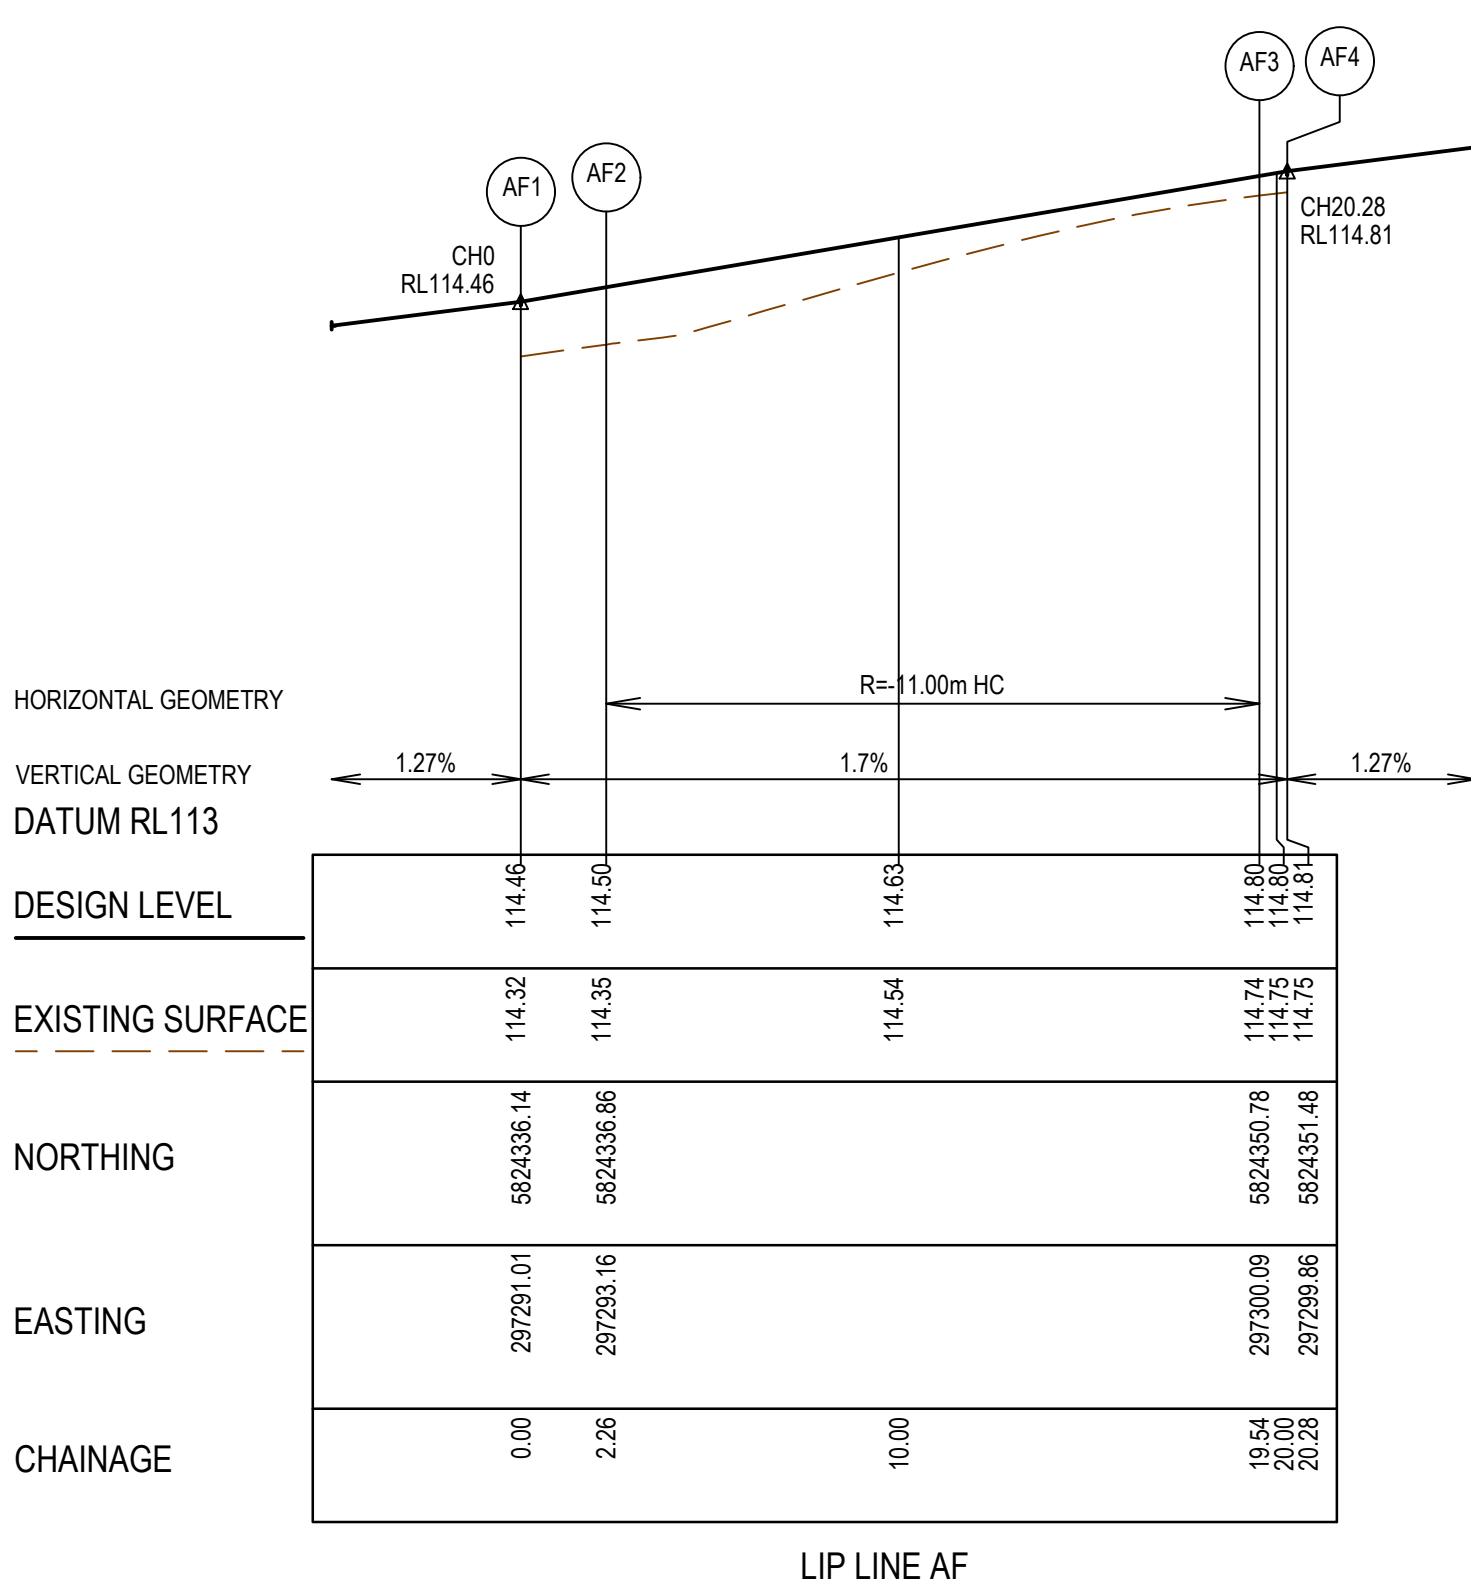 AF1
AF2
AF3
AF4
CH0
RL114.46
CH20.28
RL114.81
HORIZONTAL GEOMETRY
R=-11.00m HC
VERTICAL GEOMETRY
1.27%
1.7%
1.27%
DATUM RL113
DESIGN LEVEL
114.46
114.50
114.63
114.80
114.80
114.81
EXISTING SURFACE
114.32
114.35
114.54
114.74
114.75
114.75
NORTHING
5824336.14
5824336.86
5824350.78
5824351.48
EASTING
297291.01
297293.16
297300.09
297299.86
CHAINAGE
0.00
2.26
10.00
19.54
20.00
20.28
LIP LINE AF